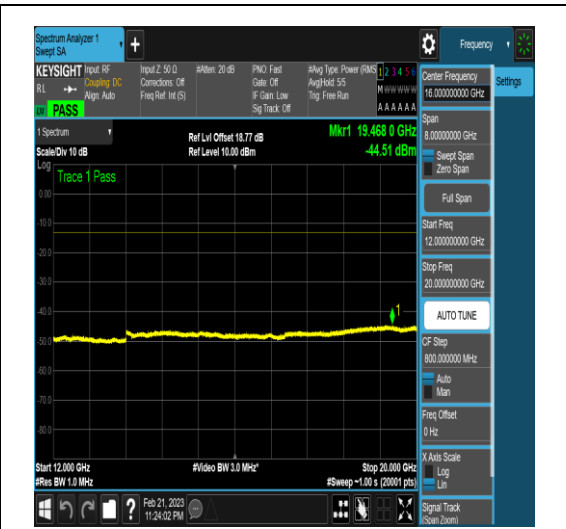 Spectrum Analyzer 1
Swept SA
+
Frequency
KEYSIGHT
Input: RF
Coupling: DC
Align: Auto
RL
PASS
Input Z: 50 Ω
Corrections: Off
Freq Ref: Int (S)
#Atten: 20 dB
PNO: Fast
Gate: Off
IF Gain: Low
Sig Track: Off
#Avg Type: Power (RMS
Avg|Hold: 5/5
Trig: Free Run
1 2 3 4 5 6
M W W W W W
A A A A A A
1 Spectrum
Scale/Div 10 dB
Ref Lvl Offset 18.77 dB
Ref Level 10.00 dBm
Mkr1 19.468 0 GHz
-44.51 dBm
Log
Trace 1 Pass
0.00
-10.0
-20.0
-30.0
-40.0
-50.0
-60.0
-70.0
-80.0
1
Start 12.000 GHz
#Res BW 1.0 MHz
#Video BW 3.0 MHz*
Stop 20.000 GHz
#Sweep ~1.00 s (20001 pts)
Feb 21, 2023
11:24:02 PM
Center Frequency
16.000000000 GHz
Settings
Span
8.00000000 GHz
Swept Span
Zero Span
Full Span
Start Freq
12.000000000 GHz
Stop Freq
20.000000000 GHz
AUTO TUNE
CF Step
800.000000 MHz
Auto
Man
Freq Offset
0 Hz
X Axis Scale
Log
Lin
Signal Track
(Span Zoom)